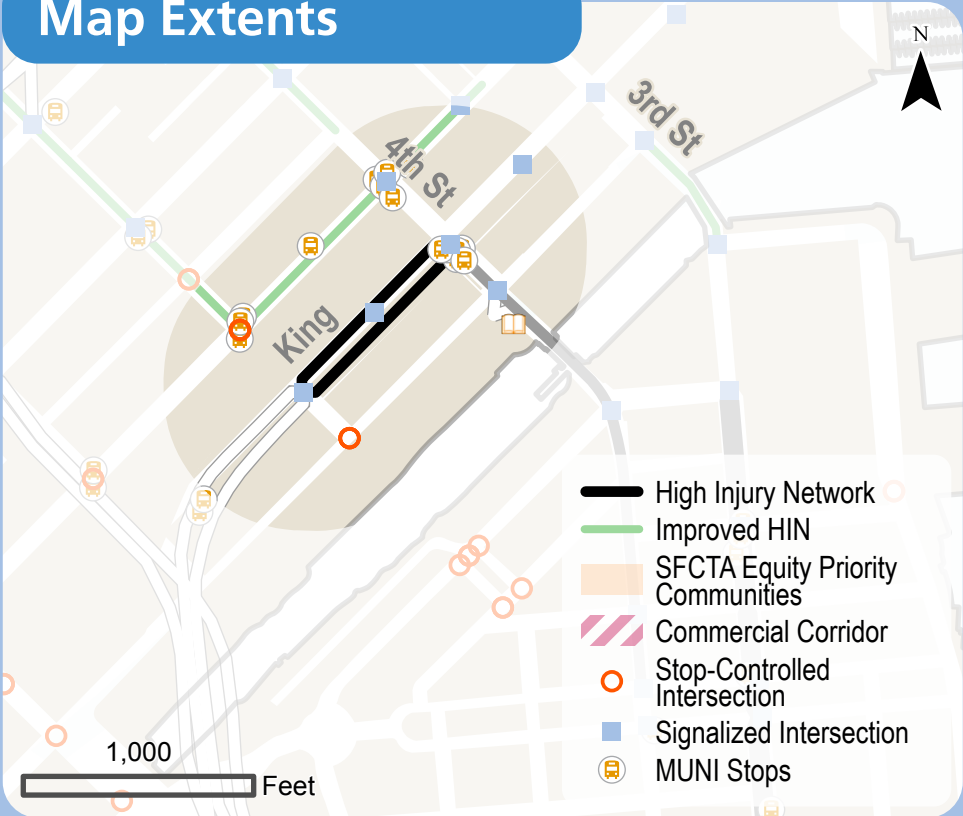 Map Extents
N
3rd St
4th St
King
High Injury Network
Improved HIN
SFCTA Equity Priority
Communities
Commercial Corridor
Stop-Controlled
Intersection
Signalized Intersection
MUNI Stops
1,000
Feet